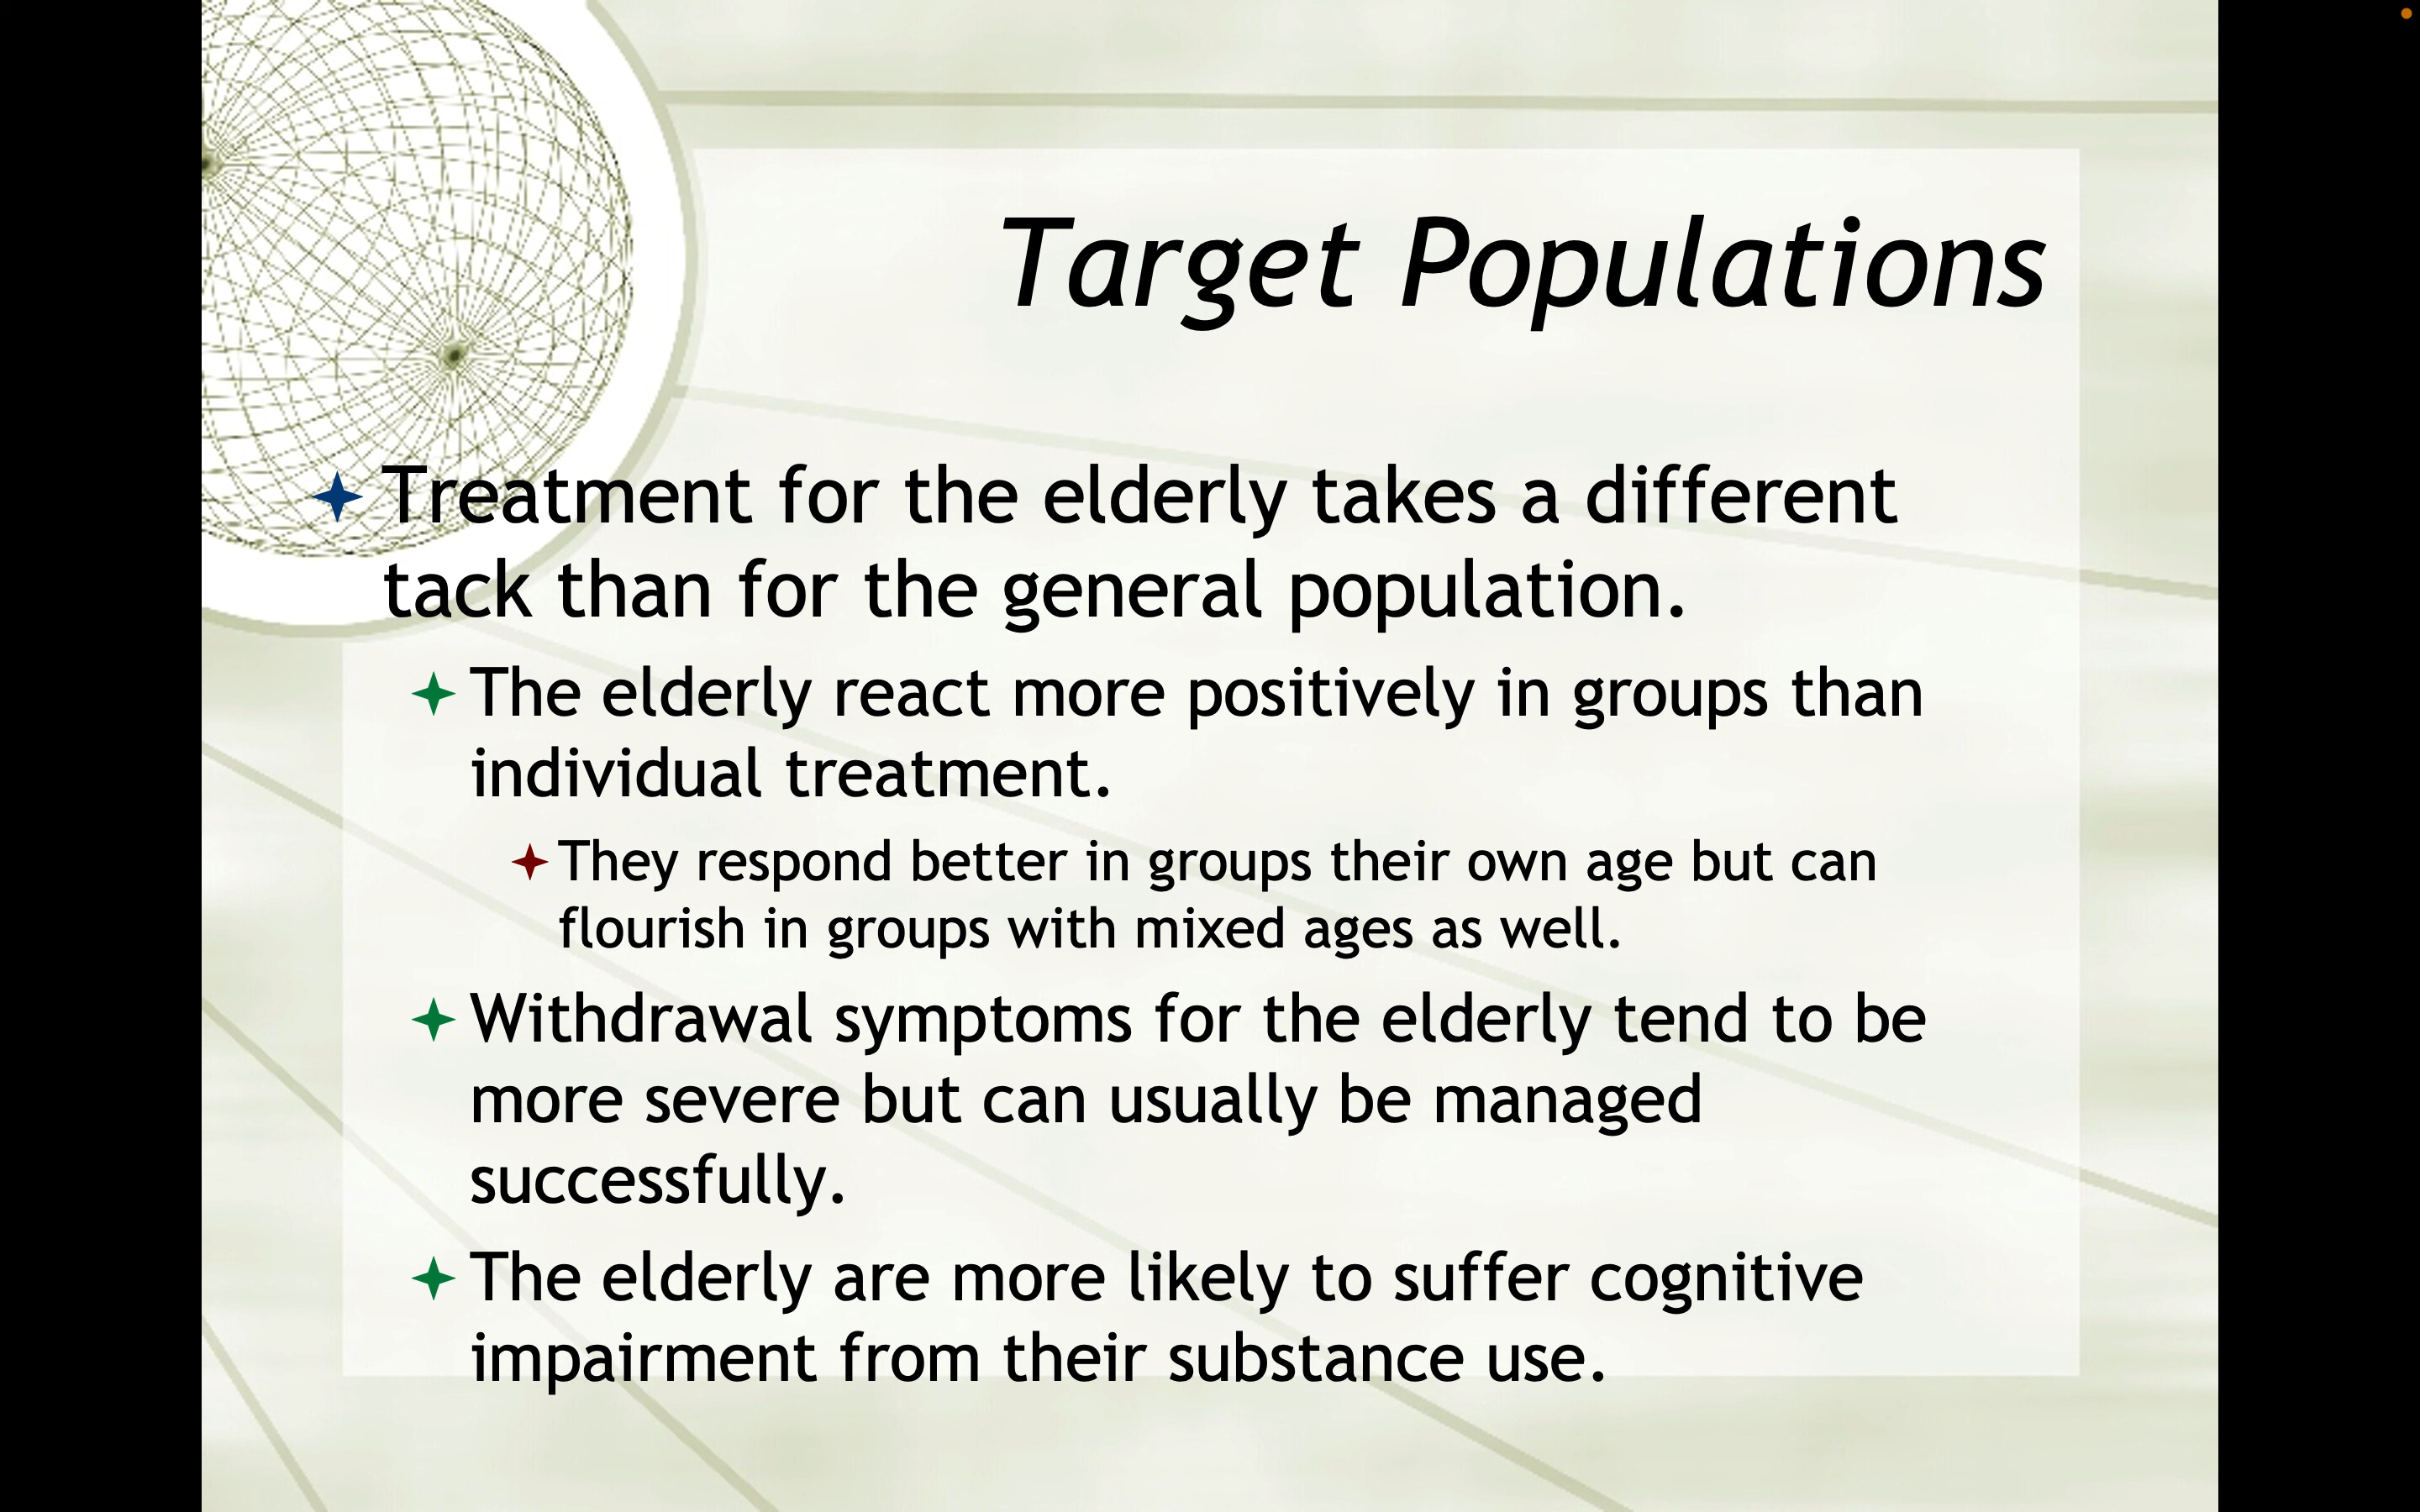 Target Populations
Treatment for the elderly takes a different
tack than for the general population.
The elderly react more positively in groups than
individual treatment.
They respond better in groups their own age but can
flourish in groups with mixed ages as well.
Withdrawal symptoms for the elderly tend to be
more severe but can usually be managed
successfully.
The elderly are more likely to suffer cognitive
impairment from their substance use.